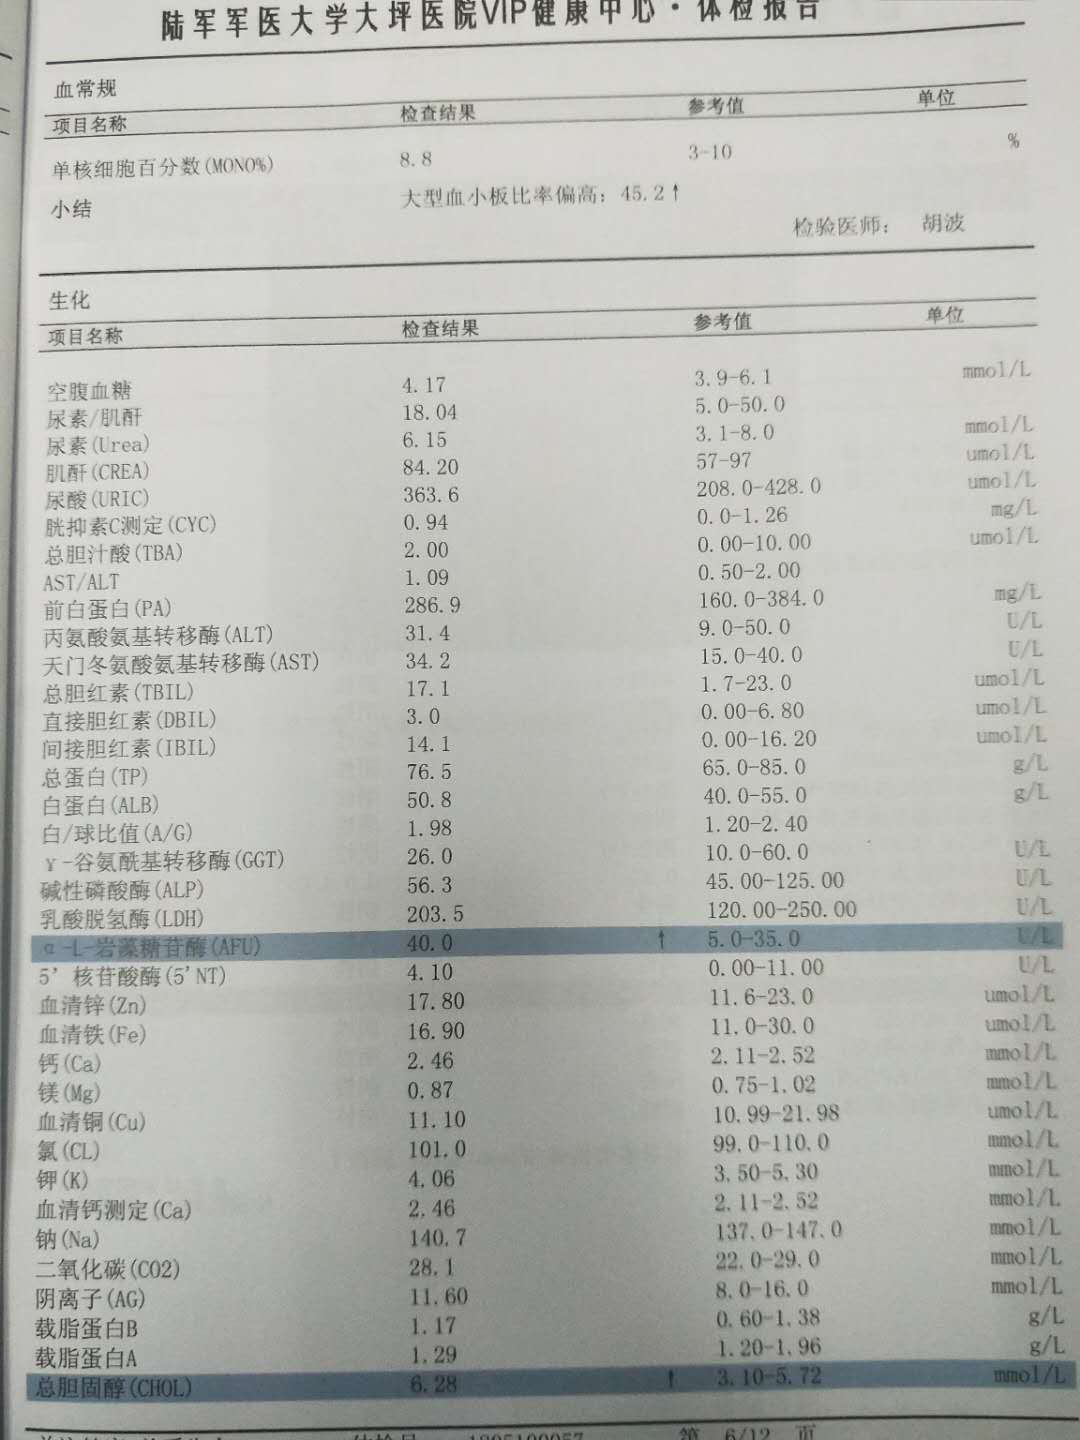 陆军军医大学大坪医院VIP健康中心·体检报告
血常规
项目名称 检查结果 参考值 单位
单核细胞百分数(MONO%) 8.8 3-10 %
小结 大型血小板比率偏高；45.2↑
检验医师： 胡波
生化
项目名称 检查结果 参考值 单位
空腹血糖 4.17 3.9-6.1 mmol/L
尿素/肌酐 18.04 5.0-50.0
尿素(Urea) 6.15 3.1-8.0 mmol/L
肌酐(CREA) 84.20 57-97 umol/L
尿酸(URIC) 363.6 208.0-428.0 umol/L
胱抑素C测定(CYC) 0.94 0.0-1.26 mg/L
总胆汁酸(TBA) 2.00 0.00-10.00 umol/L
AST/ALT 1.09 0.50-2.00
前白蛋白(PA) 286.9 160.0-384.0 mg/L
丙氨酸氨基转移酶(ALT) 31.4 9.0-50.0 U/L
天门冬氨酸氨基转移酶(AST) 34.2 15.0-40.0 U/L
总胆红素(TBIL) 17.1 1.7-23.0 umol/L
直接胆红素(DBIL) 3.0 0.00-6.80 umol/L
间接胆红素(IBIL) 14.1 0.00-16.20 umol/L
总蛋白(TP) 76.5 65.0-85.0 g/L
白蛋白(ALB) 50.8 40.0-55.0 g/L
白/球比值(A/G) 1.98 1.20-2.40
γ-谷氨酰基转移酶(GGT) 26.0 10.0-60.0 U/L
碱性磷酸酶(ALP) 56.3 45.00-125.00 U/L
乳酸脱氢酶(LDH) 203.5 120.00-250.00 U/L
α-L-岩藻糖苷酶(AFU) 40.0 ↑ 5.0-35.0 U/L
5'核苷酸酶(5'NT) 4.10 0.00-11.00 U/L
血清锌(Zn) 17.80 11.6-23.0 umol/L
血清铁(Fe) 16.90 11.0-30.0 umol/L
钙(Ca) 2.46 2.11-2.52 mmol/L
镁(Mg) 0.87 0.75-1.02 mmol/L
血清铜(Cu) 11.10 10.99-21.98 umol/L
氯(CL) 101.0 99.0-110.0 mmol/L
钾(K) 4.06 3.50-5.30 mmol/L
血清钙测定(Ca) 2.46 2.11-2.52 mmol/L
钠(Na) 140.7 137.0-147.0 mmol/L
二氧化碳(CO2) 28.1 22.0-29.0 mmol/L
阴离子(AG) 11.60 8.0-16.0 mmol/L
载脂蛋白B 1.17 0.60-1.38 g/L
载脂蛋白A 1.29 1.20-1.96 g/L
总胆固醇(CHOL) 6.28 ↑ 3.10-5.72 mmol/L
第 6/12 页